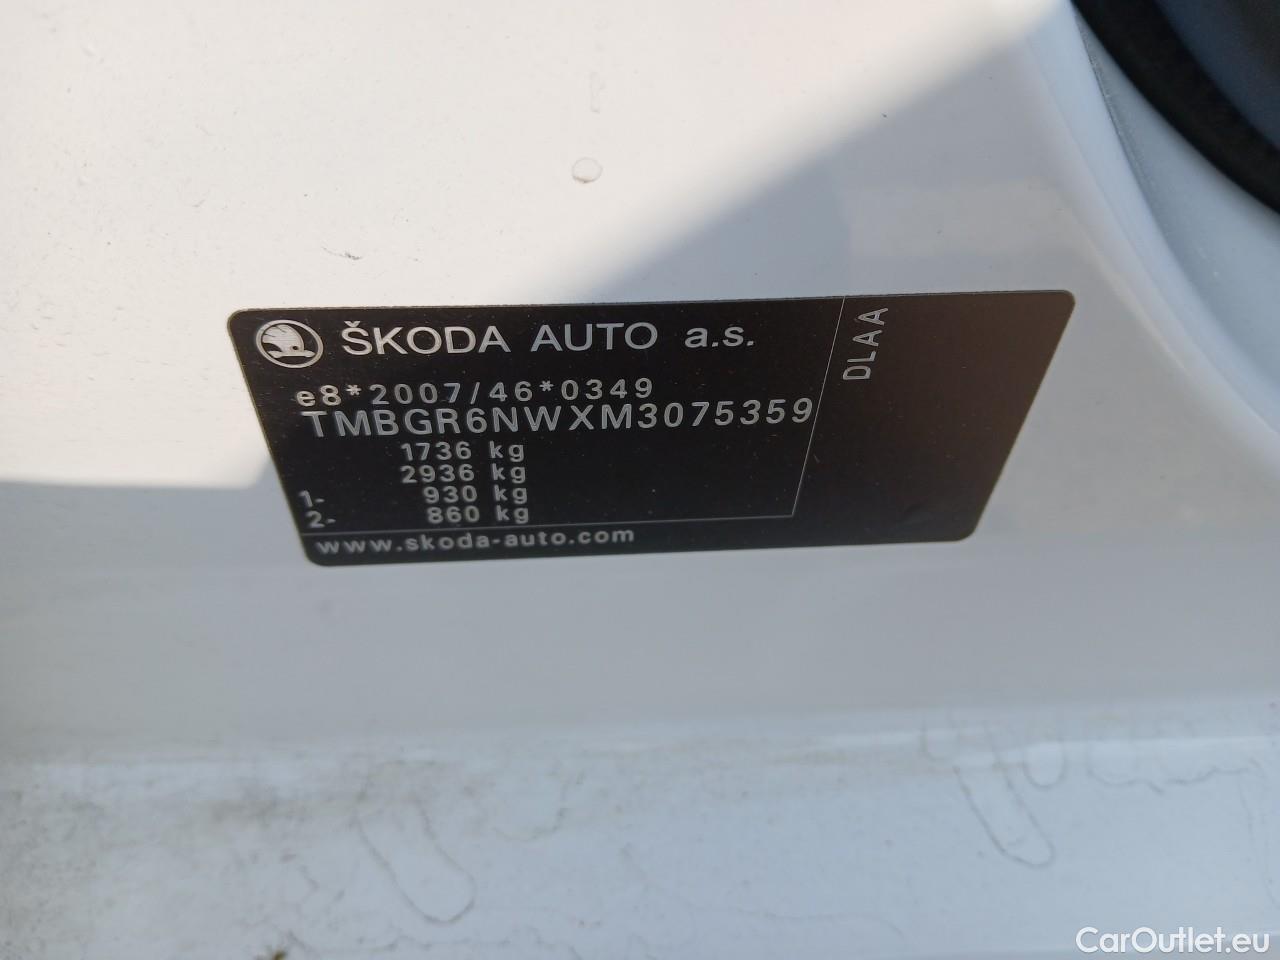 ŠKODA AUTO a.s.
e8*2007/46*0349
TMBGR6NWXM3075359
1736 kg
2936 kg
1- 930 kg
2- 860 kg
www.skoda-auto.com
DLAA
CarOutlet.eu